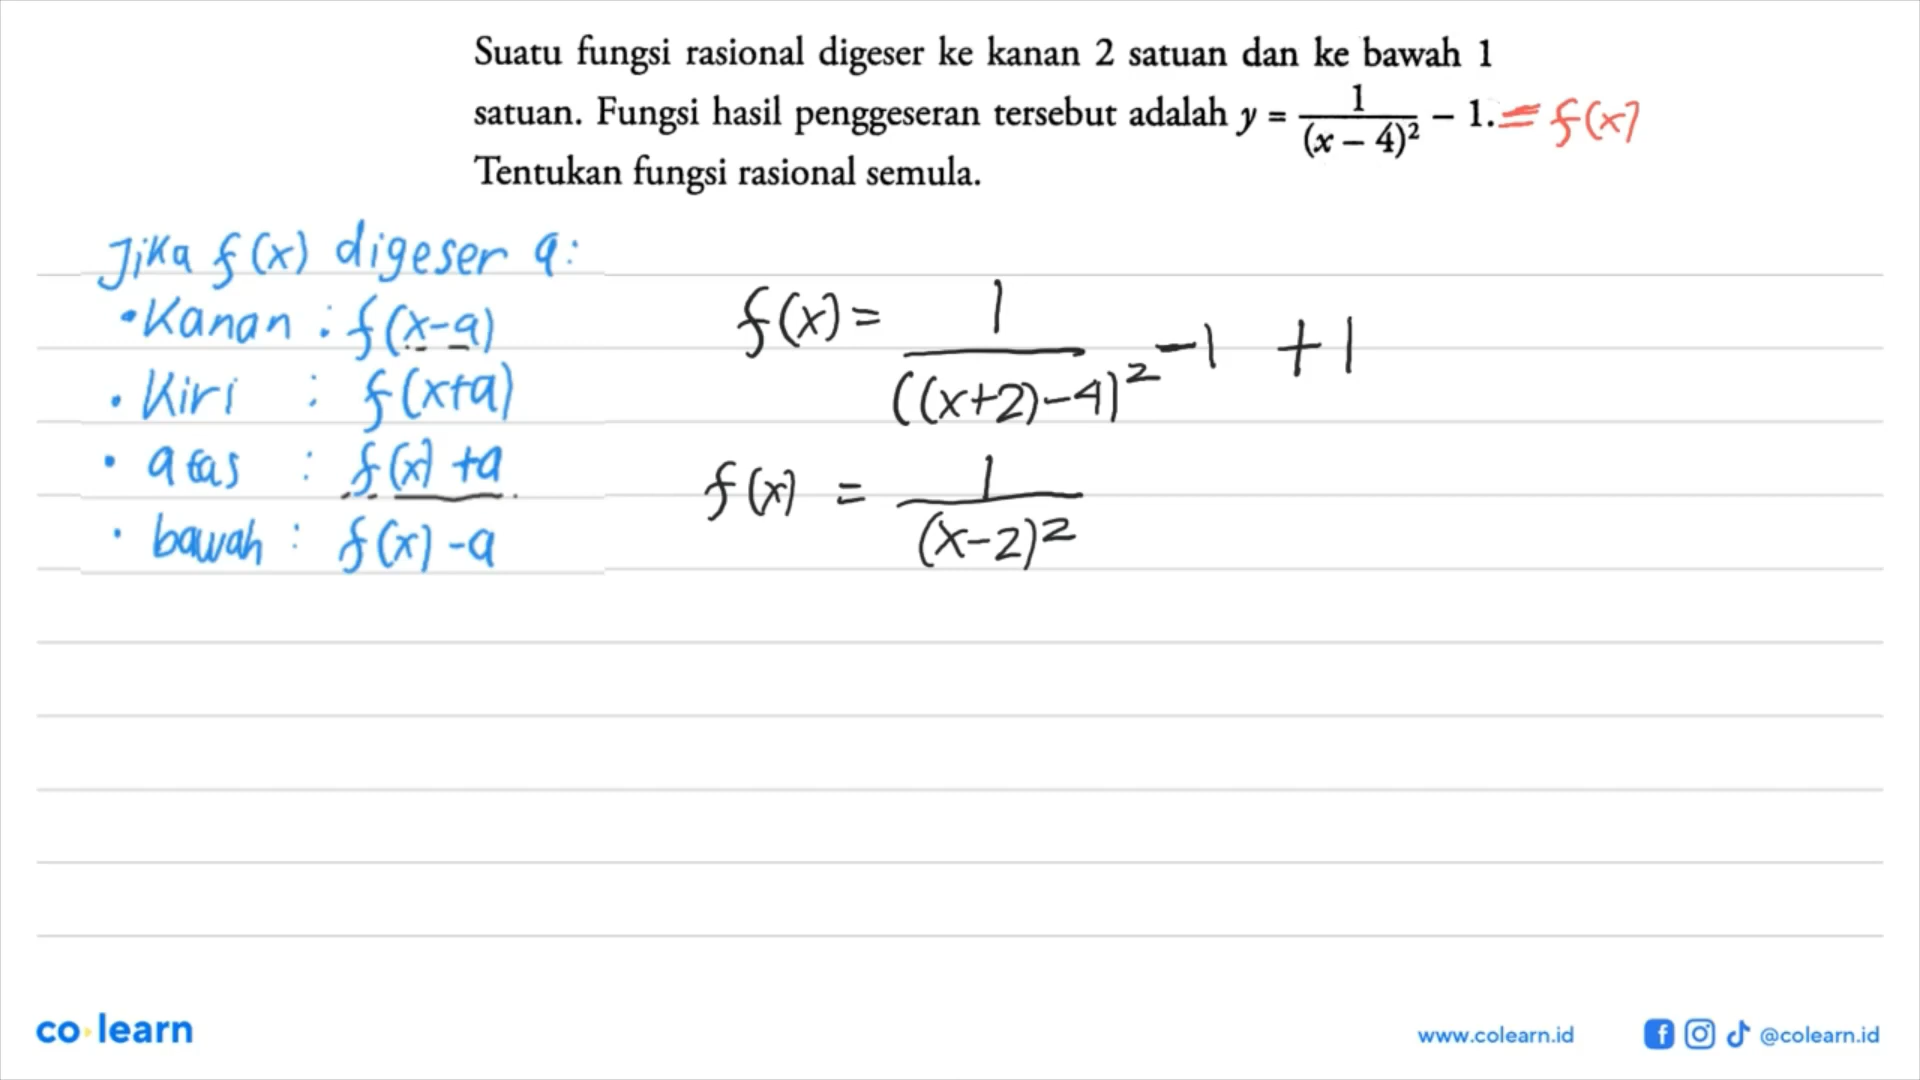 Suatu fungsi rasional digeser ke kanan 2 satuan dan ke bawah 1
satuan. Fungsi hasil penggeseran tersebut adalah y = 1/(x – 4)² – 1. = f(x)
Tentukan fungsi rasional semula.
Jika f(x) digeser a:
• Kanan : f(x-a)
• Kiri : f(x+a)
• atas : f(x) +a
• bawah : f(x) -a
f(x) = 1/((x+2)-4)² -1 +1
f(x) = 1/(x-2)²
co learn
www.colearn.id @colearn.id